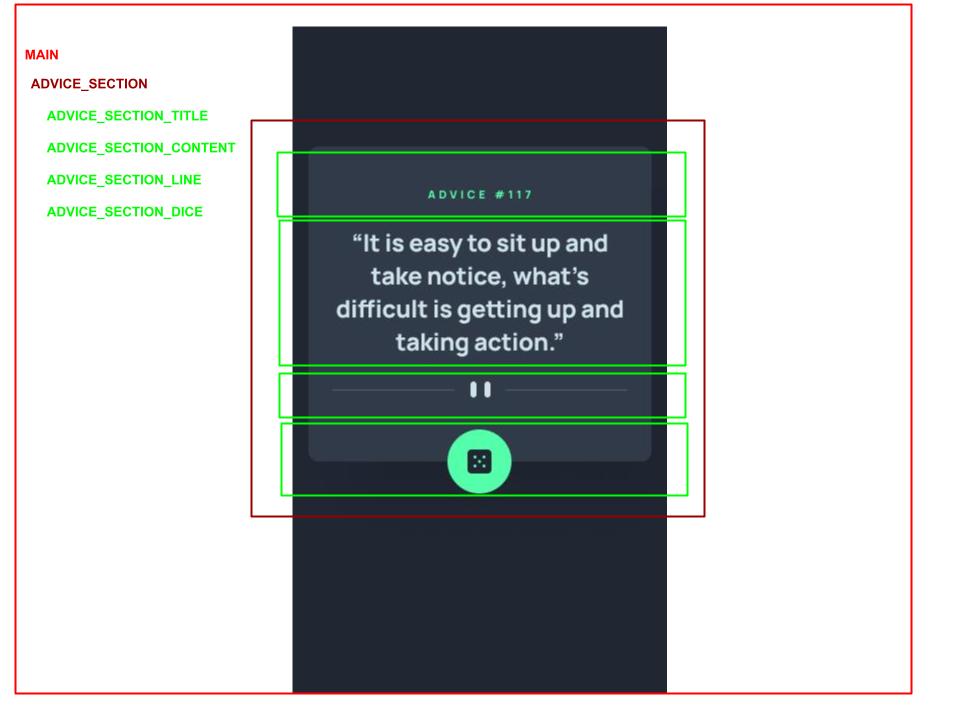 MAIN
ADVICE_SECTION
ADVICE_SECTION_TITLE
ADVICE_SECTION_CONTENT
ADVICE_SECTION_LINE
ADVICE_SECTION_DICE
ADVICE #117
“It is easy to sit up and
take notice, what’s
difficult is getting up and
taking action.”